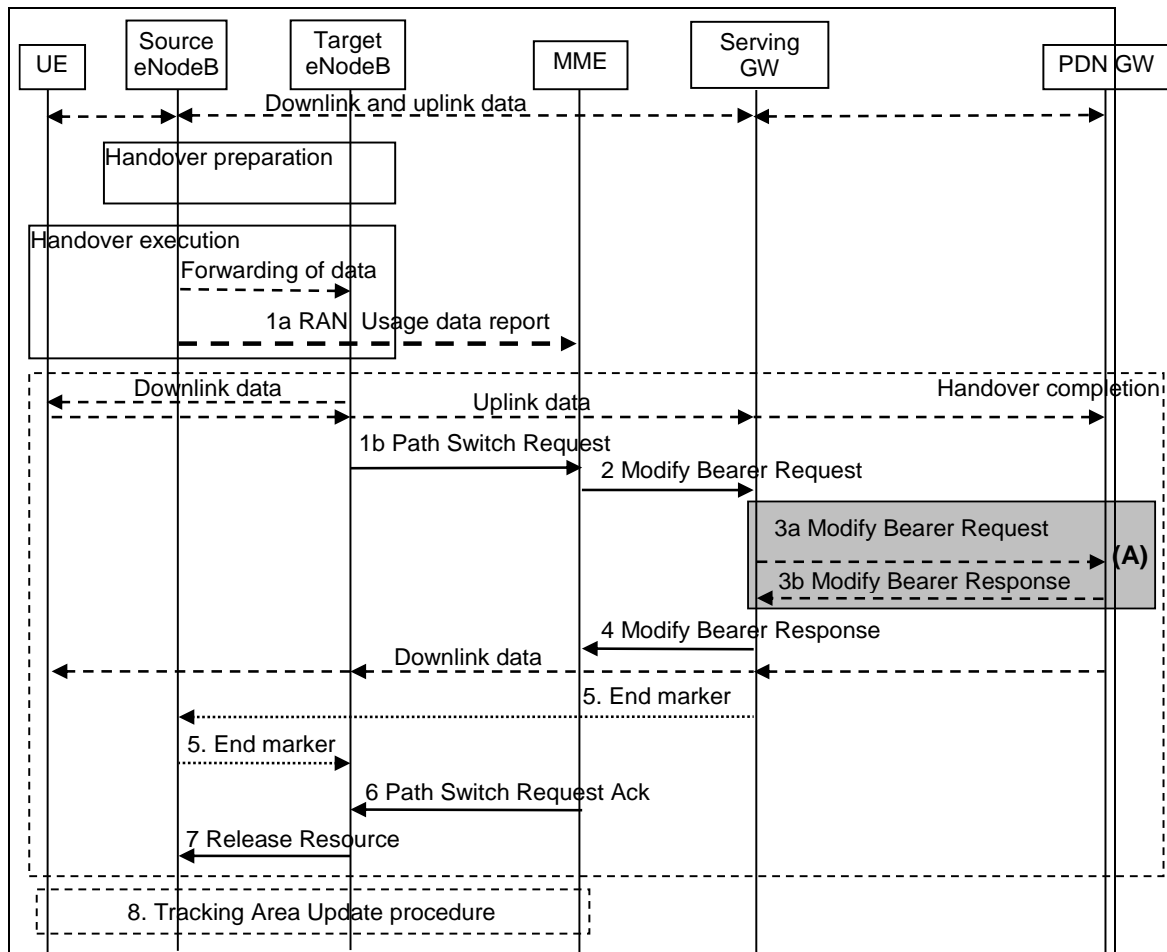 UE
Source
eNodeB
Target
eNodeB
MME
Serving
GW
PDN GW
Downlink and uplink data
Handover preparation
Handover execution
Forwarding of data
1a RAN Usage data report
Downlink data
Uplink data
Handover completion
1b Path Switch Request
2 Modify Bearer Request
3a Modify Bearer Request
(A)
3b Modify Bearer Response
4 Modify Bearer Response
Downlink data
5. End marker
5. End marker
6 Path Switch Request Ack
7 Release Resource
8. Tracking Area Update procedure